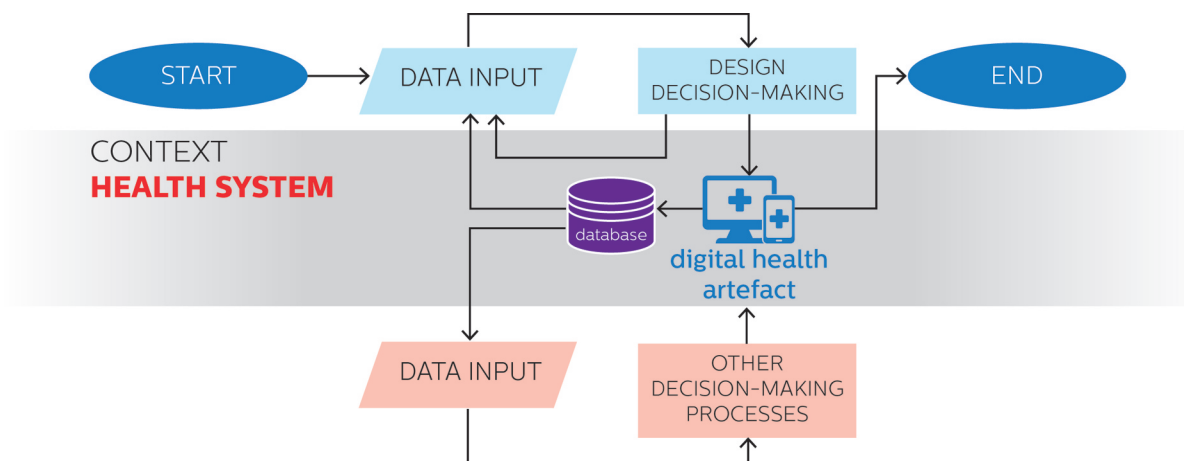 START
DATA INPUT
DESIGN
DECISION-MAKING
END
CONTEXT
HEALTH SYSTEM
database
digital health
artefact
DATA INPUT
OTHER
DECISION-MAKING
PROCESSES